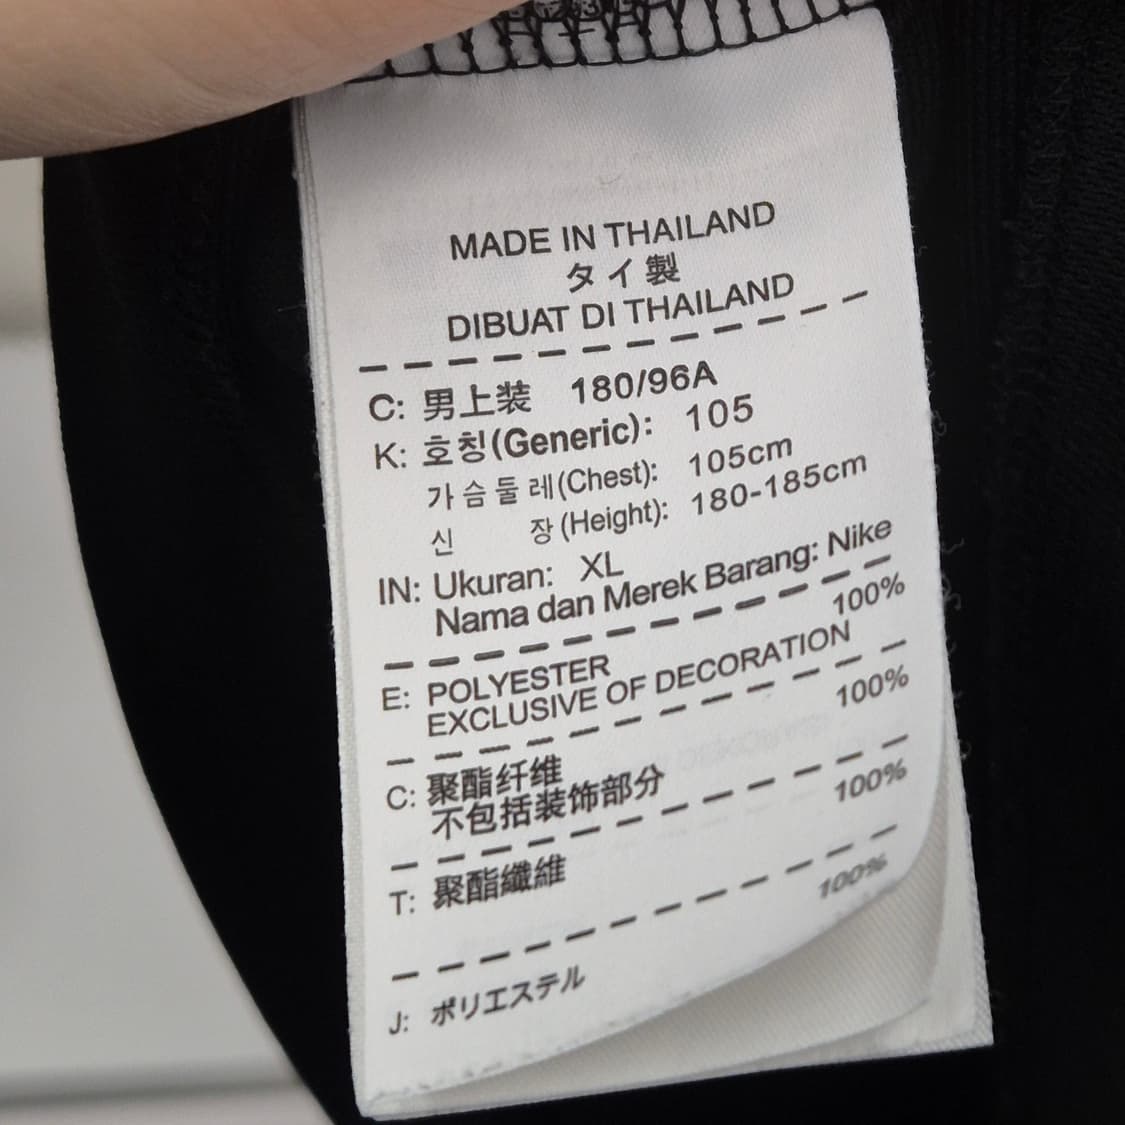 MADE IN THAILAND
タイ製
DIBUAT DI THAILAND
C: 男上装 180/96A
K: 호칭(Generic): 105
가슴둘레(Chest): 105cm
신 장(Height): 180-185cm
IN: Ukuran: XL
Nama dan Merek Barang: Nike
E: POLYESTER 100%
EXCLUSIVE OF DECORATION
C: 聚酯纤维 100%
不包括装饰部分
T: 聚酯纖維 100%
J: ポリエステル 100%